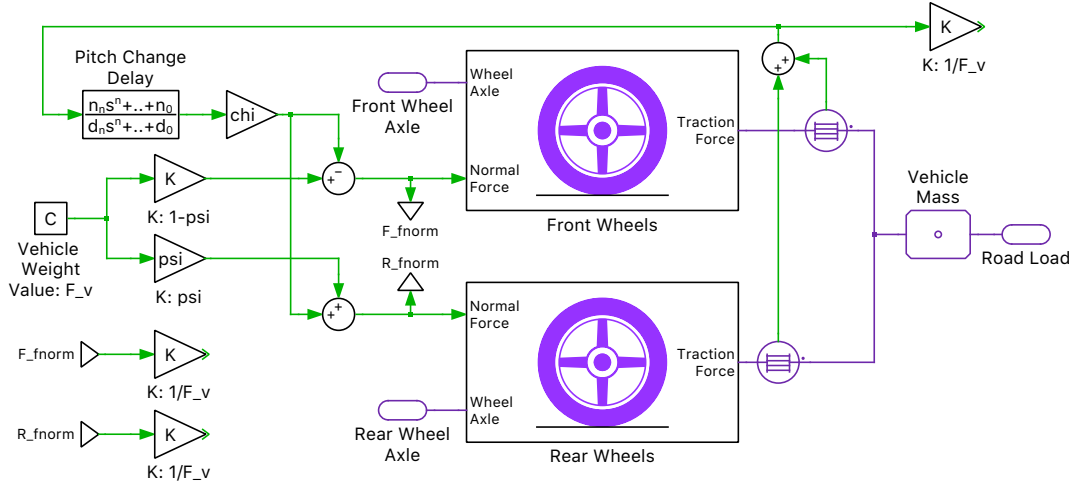 K
K: 1/F_v
Pitch Change
Delay
nₙsⁿ+..+n₀
dₙsⁿ+..+d₀
chi
Wheel
Axle
Front Wheel
Axle
Traction
Force
Normal
Force
Front Wheels
K
K: 1-psi
C
Vehicle
Weight
Value: F_v
psi
K: psi
F_fnorm
R_fnorm
Vehicle
Mass
Road Load
Normal
Force
Traction
Force
Wheel
Axle
Rear Wheel
Axle
Rear Wheels
F_fnorm
K
K: 1/F_v
R_fnorm
K
K: 1/F_v